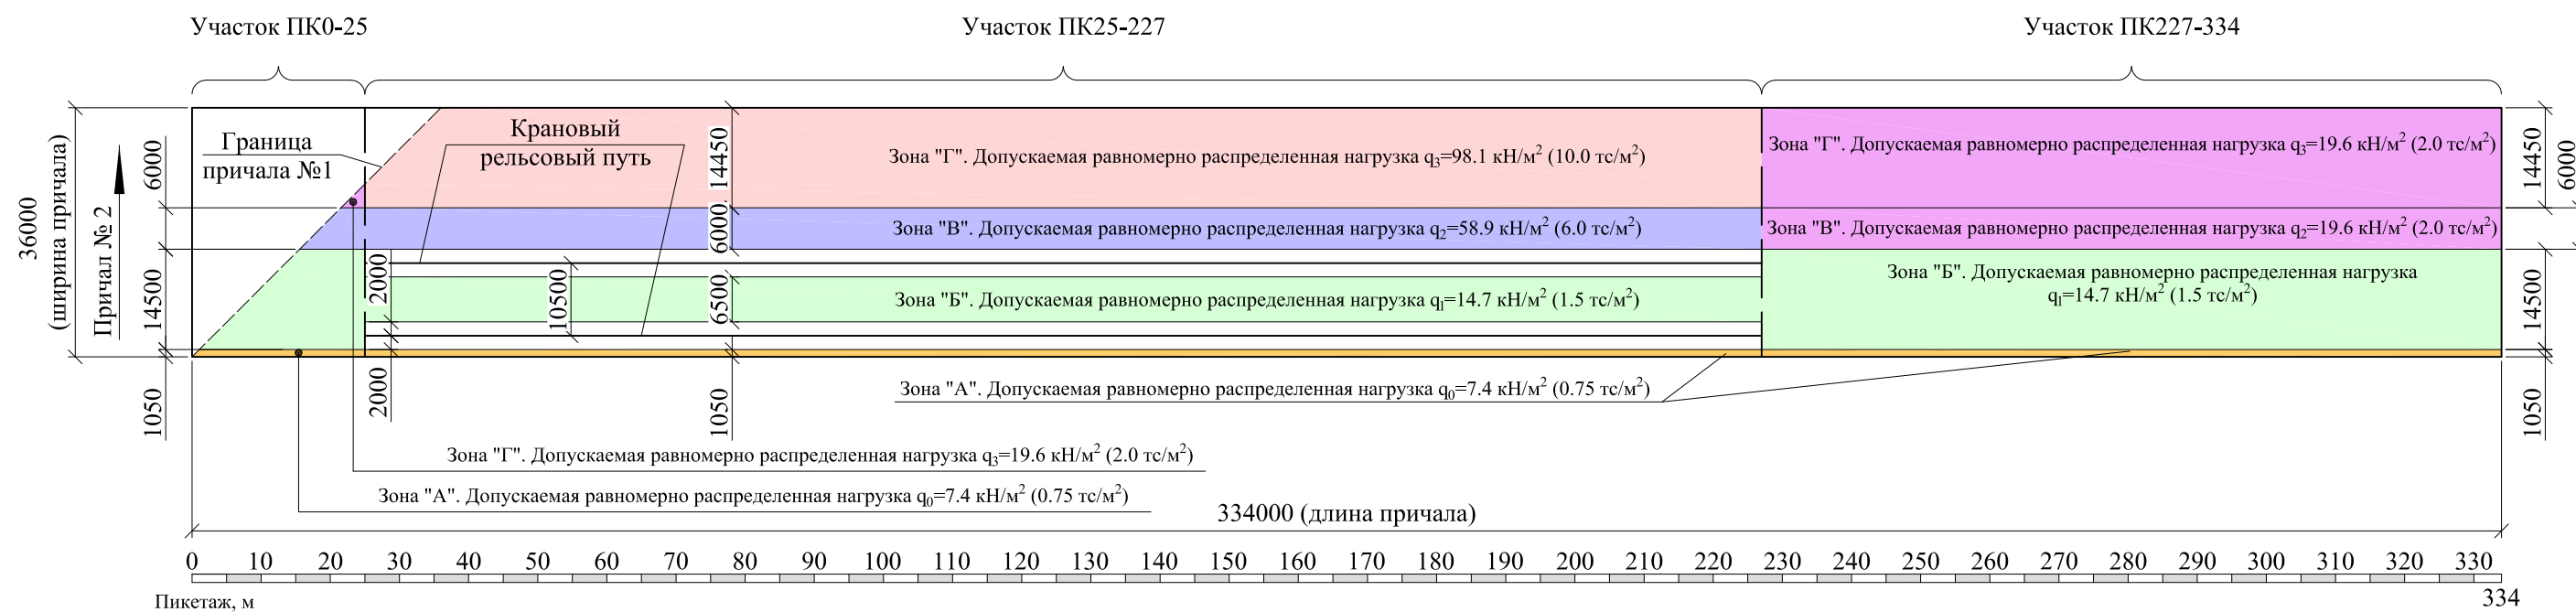 Участок ПК0-25
Участок ПК25-227
Участок ПК227-334
36000
(ширина причала)
Причал № 2
6000
14500
1050
Граница
причала №1
Крановый
рельсовый путь
2000
2000
10500
14450
6000
6500
1050
Зона "Г". Допускаемая равномерно распределенная нагрузка q₃=98.1 кН/м² (10.0 тс/м²)
Зона "В". Допускаемая равномерно распределенная нагрузка q₂=58.9 кН/м² (6.0 тс/м²)
Зона "Б". Допускаемая равномерно распределенная нагрузка q₁=14.7 кН/м² (1.5 тс/м²)
Зона "Г". Допускаемая равномерно распределенная нагрузка q₃=19.6 кН/м² (2.0 тс/м²)
Зона "В". Допускаемая равномерно распределенная нагрузка q₂=19.6 кН/м² (2.0 тс/м²)
Зона "Б". Допускаемая равномерно распределенная нагрузка
q₁=14.7 кН/м² (1.5 тс/м²)
14450
6000
14500
1050
Зона "А". Допускаемая равномерно распределенная нагрузка q₀=7.4 кН/м² (0.75 тс/м²)
Зона "Г". Допускаемая равномерно распределенная нагрузка q₃=19.6 кН/м² (2.0 тс/м²)
Зона "А". Допускаемая равномерно распределенная нагрузка q₀=7.4 кН/м² (0.75 тс/м²)
334000 (длина причала)
0 10 20 30 40 50 60 70 80 90 100 110 120 130 140 150 160 170 180 190 200 210 220 230 240 250 260 270 280 290 300 310 320 330
334
Пикетаж, м